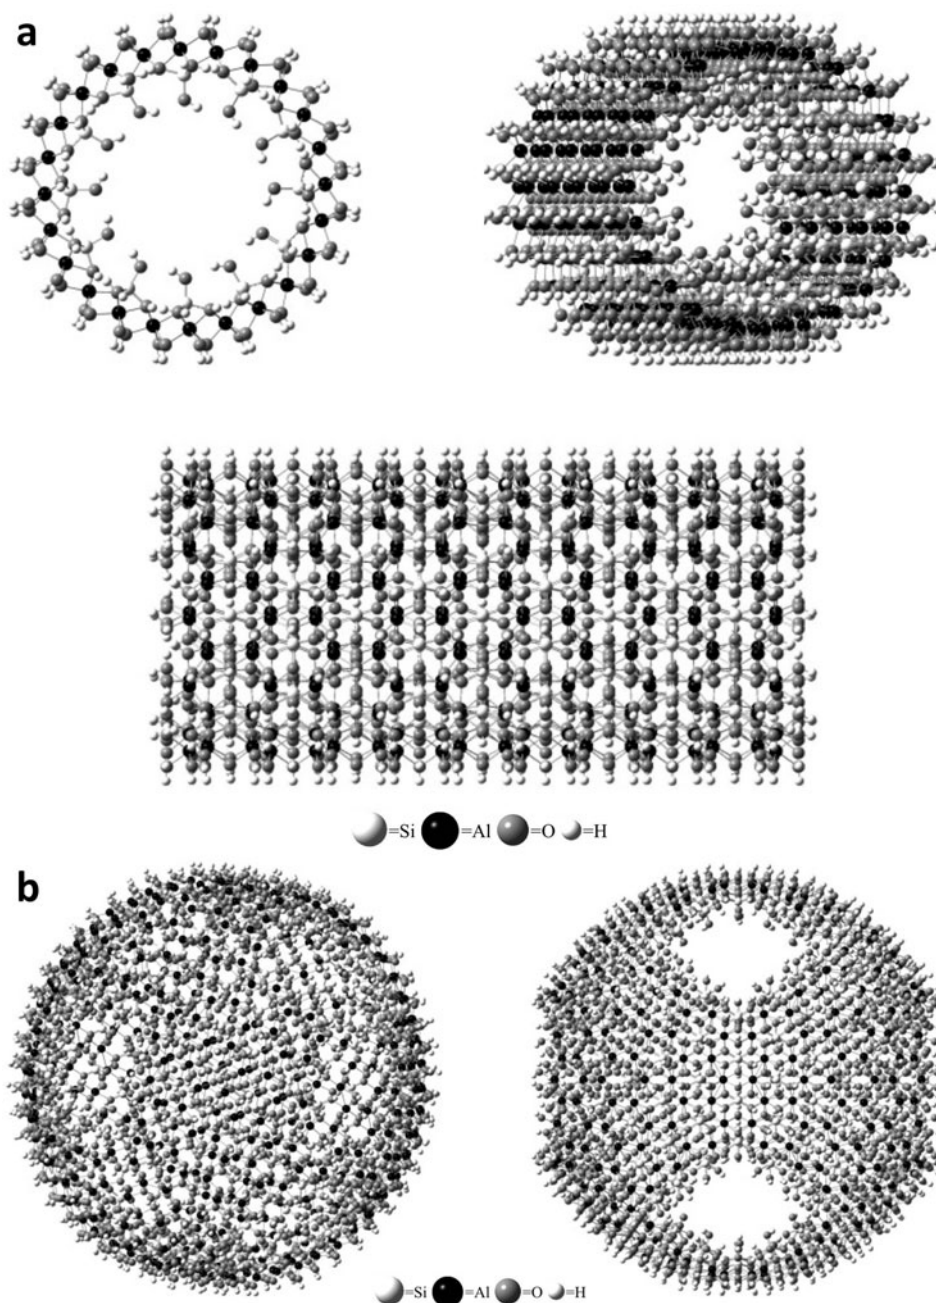 a
=Si =Al =O =H
b
=Si =Al =O =H